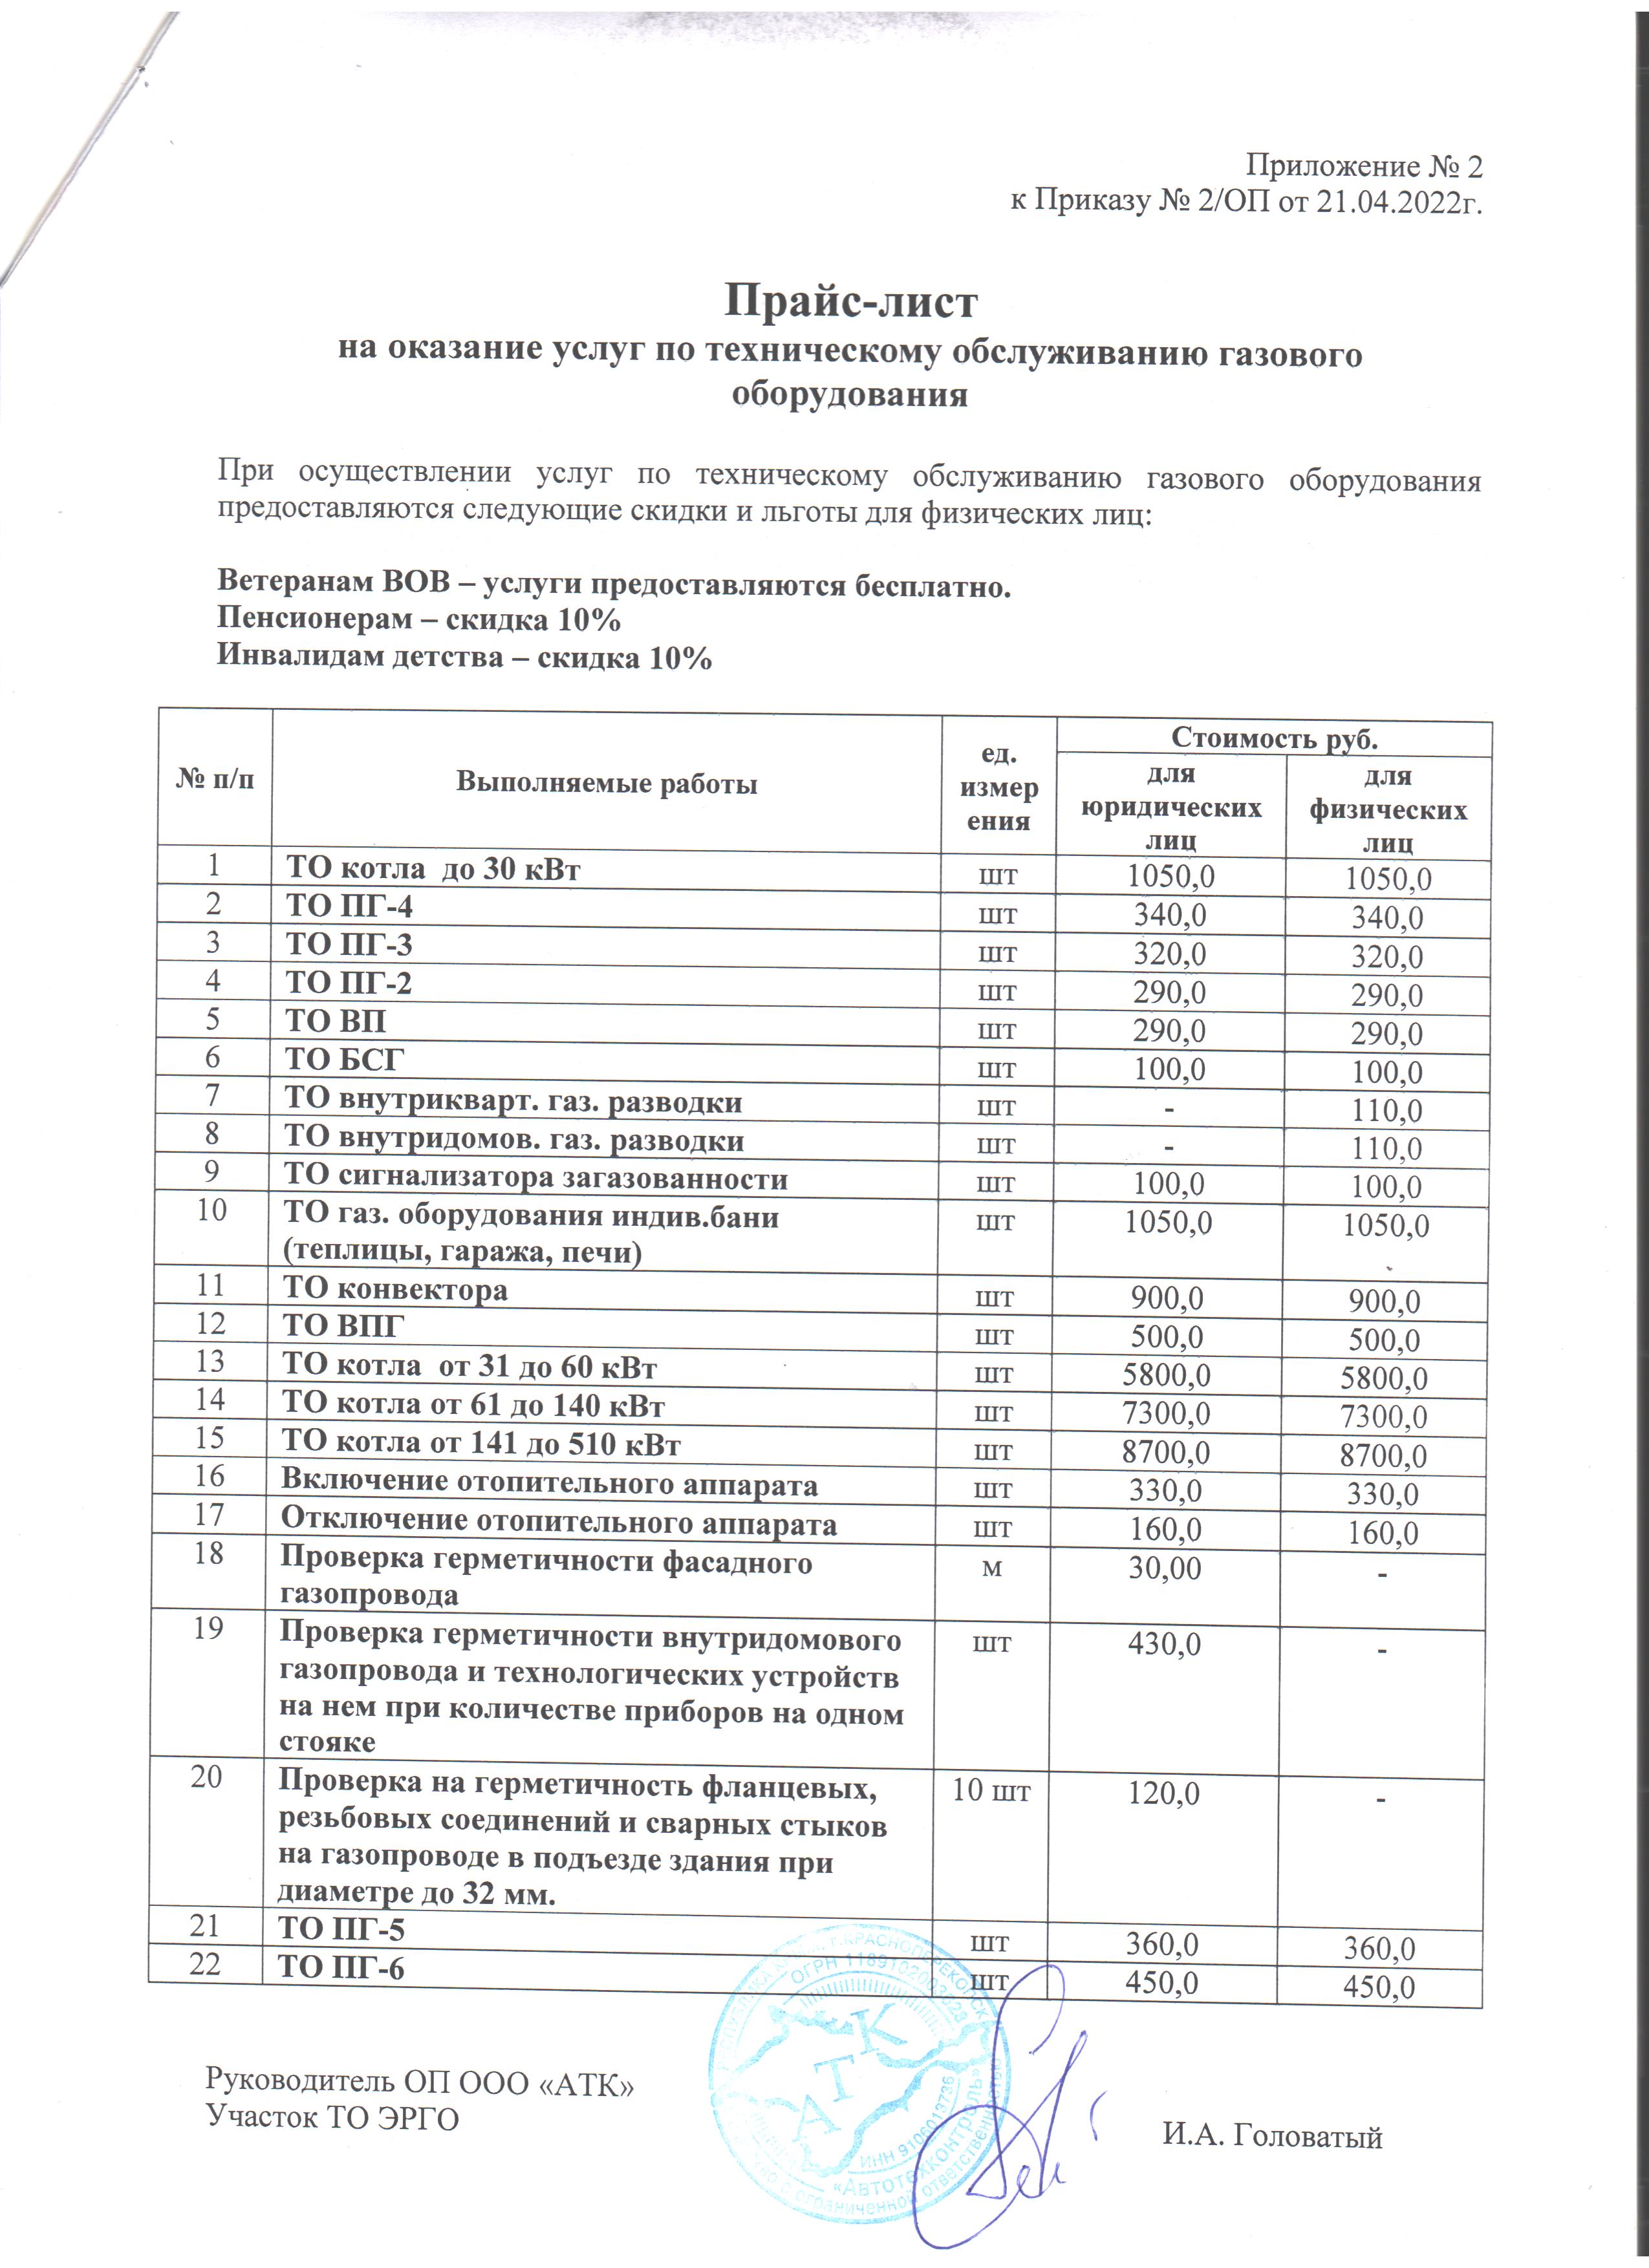 Приложение № 2
к Приказу № 2/ОП от 21.04.2022г.
Прайс-лист
на оказание услуг по техническому обслуживанию газового
оборудования
При осуществлении услуг по техническому обслуживанию газового оборудования
предоставляются следующие скидки и льготы для физических лиц:
Ветеранам ВОВ – услуги предоставляются бесплатно.
Пенсионерам – скидка 10%
Инвалидам детства – скидка 10%
№ п/п Выполняемые работы ед. измер ения Стоимость руб.
для юридических лиц для физических лиц
1 ТО котла до 30 кВт шт 1050,0 1050,0
2 ТО ПГ-4 шт 340,0 340,0
3 ТО ПГ-3 шт 320,0 320,0
4 ТО ПГ-2 шт 290,0 290,0
5 ТО ВП шт 290,0 290,0
6 ТО БСГ шт 100,0 100,0
7 ТО внутрикварт. газ. разводки шт - 110,0
8 ТО внутридомов. газ. разводки шт - 110,0
9 ТО сигнализатора загазованности шт 100,0 100,0
10 ТО газ. оборудования индив.бани шт 1050,0 1050,0
(теплицы, гаража, печи)
11 ТО конвектора шт 900,0 900,0
12 ТО ВПГ шт 500,0 500,0
13 ТО котла от 31 до 60 кВт шт 5800,0 5800,0
14 ТО котла от 61 до 140 кВт шт 7300,0 7300,0
15 ТО котла от 141 до 510 кВт шт 8700,0 8700,0
16 Включение отопительного аппарата шт 330,0 330,0
17 Отключение отопительного аппарата шт 160,0 160,0
18 Проверка герметичности фасадного м 30,00 -
газопровода
19 Проверка герметичности внутридомового шт 430,0 -
газопровода и технологических устройств
на нем при количестве приборов на одном
стояке
20 Проверка на герметичность фланцевых, 10 шт 120,0 -
резьбовых соединений и сварных стыков
на газопроводе в подъезде здания при
диаметре до 32 мм.
21 ТО ПГ-5 шт 360,0 360,0
22 ТО ПГ-6 шт 450,0 450,0
г.КРАСНОПЕРЕКОПСК
ОГРН
АТК
ИНН 9106013736
«Автотехконтроль»
ограниченной ответственностью
Руководитель ОП ООО «АТК»
Участок ТО ЭРГО
И.А. Головатый